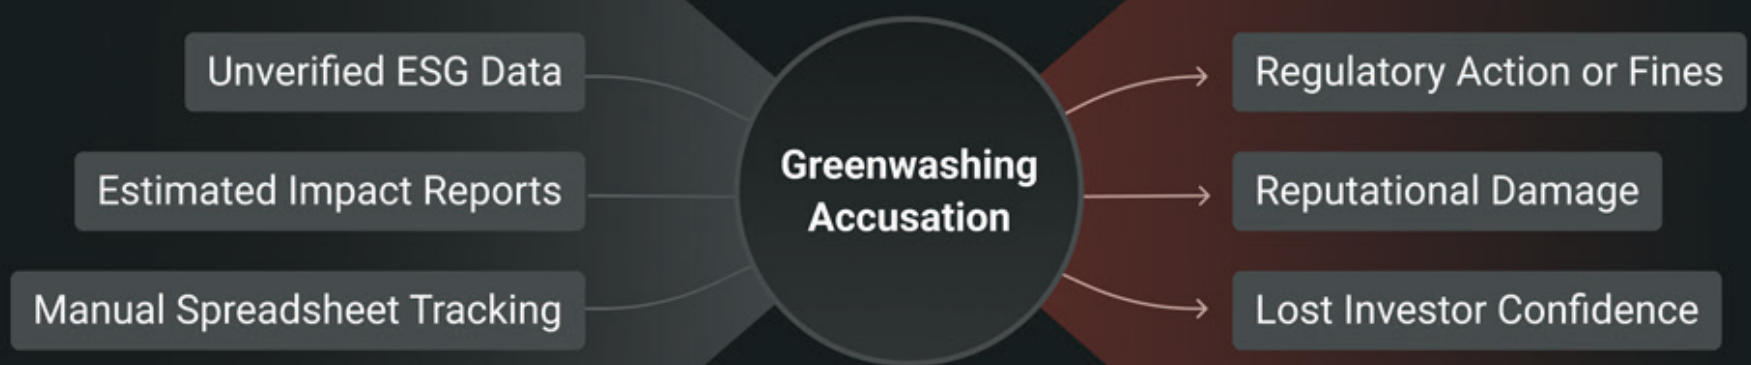 Unverified ESG Data
Estimated Impact Reports
Manual Spreadsheet Tracking
Greenwashing
Accusation
Regulatory Action or Fines
Reputational Damage
Lost Investor Confidence